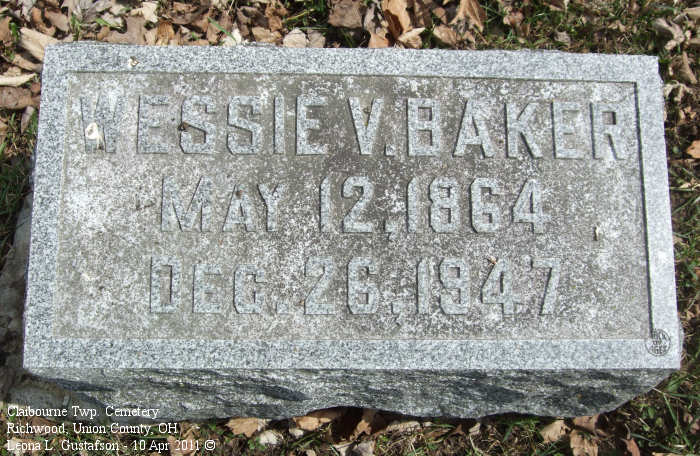 WESSIE V. BAKER
MAY 12, 1864
DEC. 26, 1947
Claibourne Twp. Cemetery
Richwood, Union County, OH
Leona L. Gustafson - 10 Apr 2011 ©